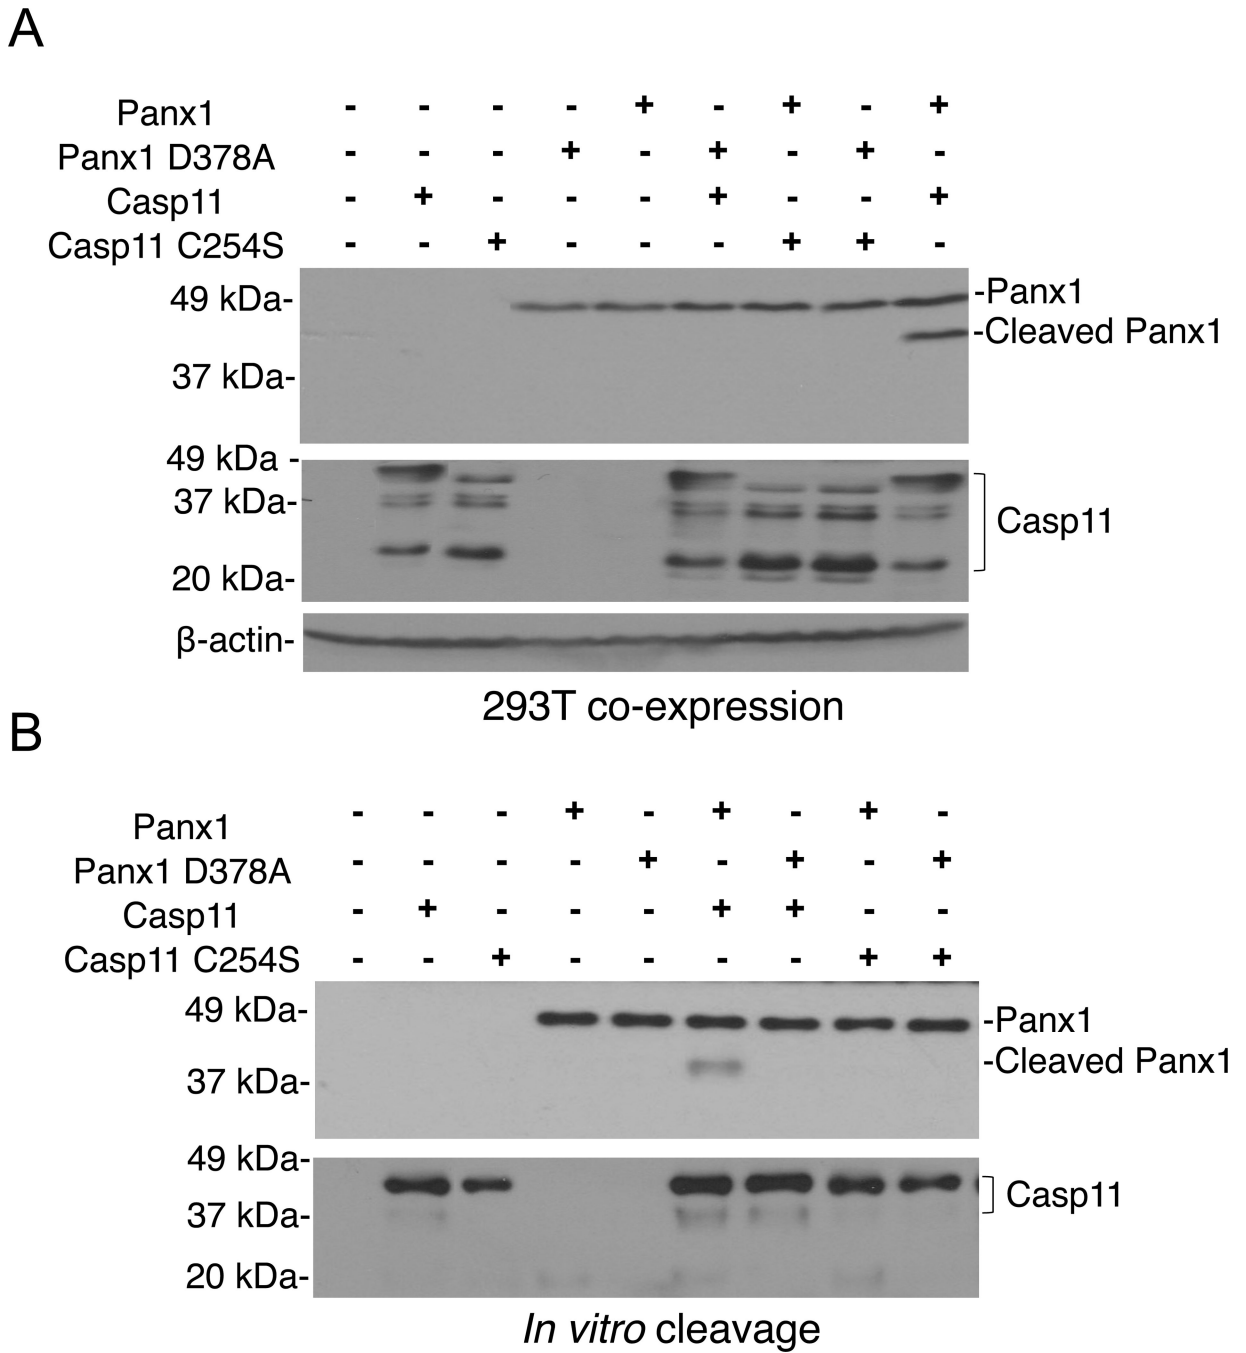 A
Panx1 - - - - + - + - +
Panx1 D378A - - - + - + - + -
Casp11 - + - - - + - - +
Casp11 C254S - - + - - - + + -
49 kDa- -Panx1
-Cleaved Panx1
37 kDa-
49 kDa -
37 kDa-
Casp11
20 kDa-
β-actin-
293T co-expression
B
Panx1 - - - + - + - + -
Panx1 D378A - - - - + - + - +
Casp11 - + - - - + + - -
Casp11 C254S - - + - - - - + +
49 kDa- -Panx1
-Cleaved Panx1
37 kDa-
49 kDa-
Casp11
37 kDa-
20 kDa-
In vitro cleavage